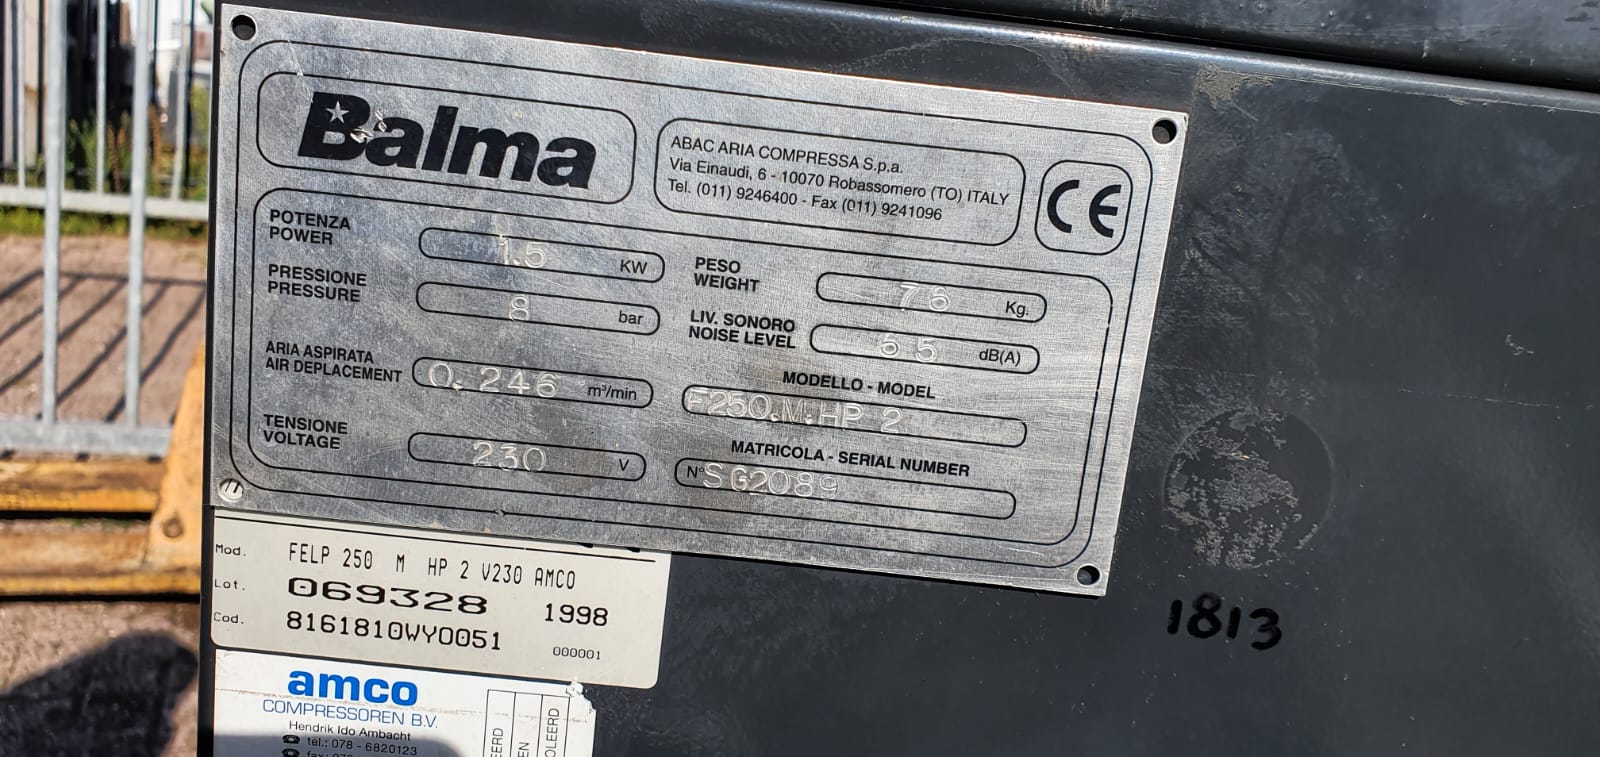 Balma
ABAC ARIA COMPRESSA S.p.a.
Via Einaudi, 6 - 10070 Robassomero (TO) ITALY
Tel. (011) 9246400 - Fax (011) 9241096
CE
POTENZA
POWER
1.5 KW
PRESSIONE
PRESSURE
8 bar
ARIA ASPIRATA
AIR DEPLACEMENT
0.246 m³/min
TENSIONE
VOLTAGE
230 V
PESO
WEIGHT
76 Kg.
LIV. SONORO
NOISE LEVEL
65 dB(A)
MODELLO - MODEL
F250.M.HP 2
MATRICOLA - SERIAL NUMBER
N° SG2089
Mod. FELP 250 M HP 2 V230 AMCO
Lot. 069328 1998
Cod. 8161810WY0051
000001
amco
COMPRESSOREN B.V.
Hendrik Ido Ambacht
☎ tel.: 078 - 6820123
1813